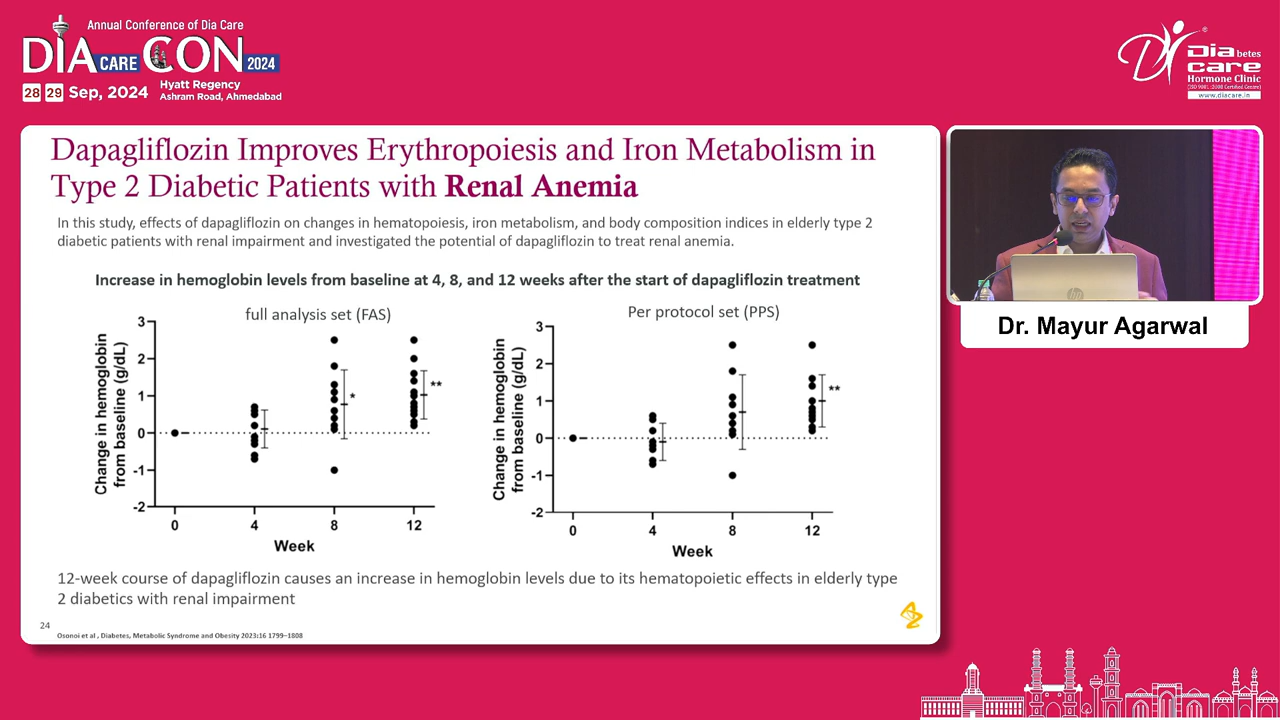 Annual Conference of Dia Care
DIA CARE CON 2024
28 29 Sep, 2024
Hyatt Regency
Ashram Road, Ahmedabad
Diabetes
care
Hormone Clinic
(ISO 9001 :2008 Certified Centre)
www.diacare.in
Dapagliflozin Improves Erythropoiesis and Iron Metabolism in
Type 2 Diabetic Patients with Renal Anemia
In this study, effects of dapagliflozin on changes in hematopoiesis, iron metabolism, and body composition indices in elderly type 2
diabetic patients with renal impairment and investigated the potential of dapagliflozin to treat renal anemia.
Increase in hemoglobin levels from baseline at 4, 8, and 12 weeks after the start of dapagliflozin treatment
full analysis set (FAS)
Change in hemoglobin
from baseline (g/dL)
3
2
1
0
-1
-2
*
**
0 4 8 12
Week
Per protocol set (PPS)
Change in hemoglobin
from baseline (g/dL)
3
2
1
0
-1
-2
**
0 4 8 12
Week
12-week course of dapagliflozin causes an increase in hemoglobin levels due to its hematopoietic effects in elderly type
2 diabetics with renal impairment
24
Osonoi et al , Diabetes, Metabolic Syndrome and Obesity 2023:16 1799–1808
Dr. Mayur Agarwal